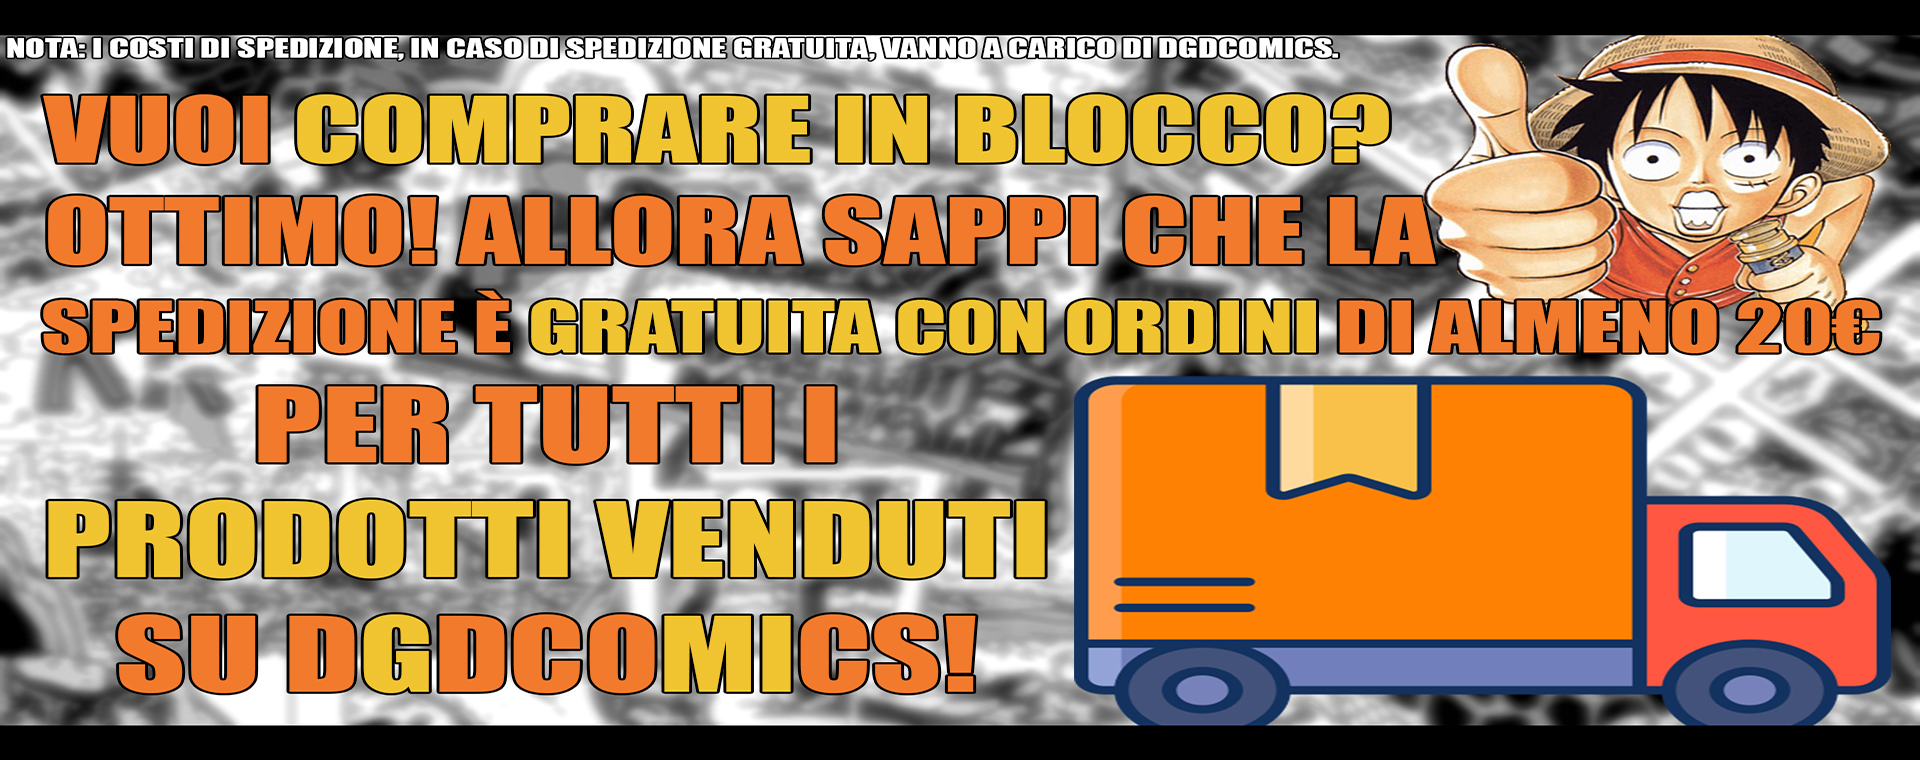 NOTA: I COSTI DI SPEDIZIONE, IN CASO DI SPEDIZIONE GRATUITA, VANNO A CARICO DI DGDCOMICS.
VUOI COMPRARE IN BLOCCO?
OTTIMO! ALLORA SAPPI CHE LA
SPEDIZIONE È GRATUITA CON ORDINI DI ALMENO 20€
PER TUTTI I
PRODOTTI VENDUTI
SU DGDCOMICS!